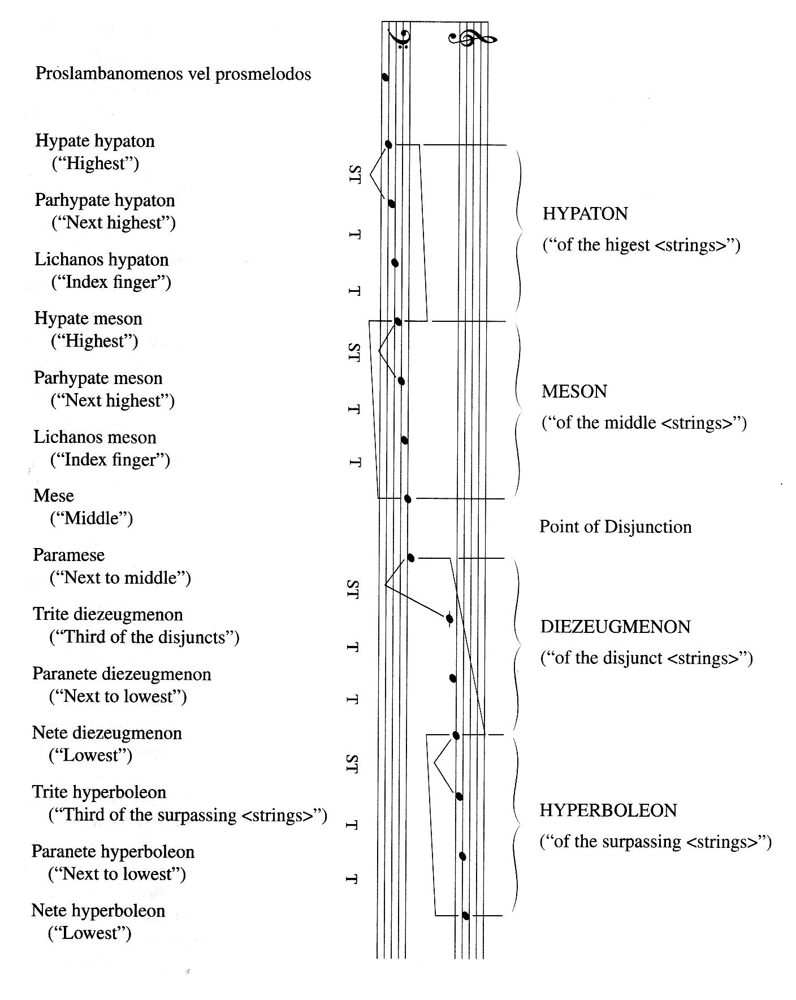 Proslambanomenos vel prosmelodos
Hypate hypaton
(“Highest”)
ST
Parhypate hypaton
(“Next highest”)
T
Lichanos hypaton
(“Index finger”)
T
HYPATON
(“of the higest <strings>”)
Hypate meson
(“Highest”)
ST
Parhypate meson
(“Next highest”)
T
Lichanos meson
(“Index finger”)
T
MESON
(“of the middle <strings>”)
Mese
(“Middle”)
Point of Disjunction
Paramese
(“Next to middle”)
ST
Trite diezeugmenon
(“Third of the disjuncts”)
T
Paranete diezeugmenon
(“Next to lowest”)
T
DIEZEUGMENON
(“of the disjunct <strings>”)
Nete diezeugmenon
(“Lowest”)
ST
Trite hyperboleon
(“Third of the surpassing <strings>”)
T
Paranete hyperboleon
(“Next to lowest”)
T
HYPERBOLEON
(“of the surpassing <strings>”)
Nete hyperboleon
(“Lowest”)